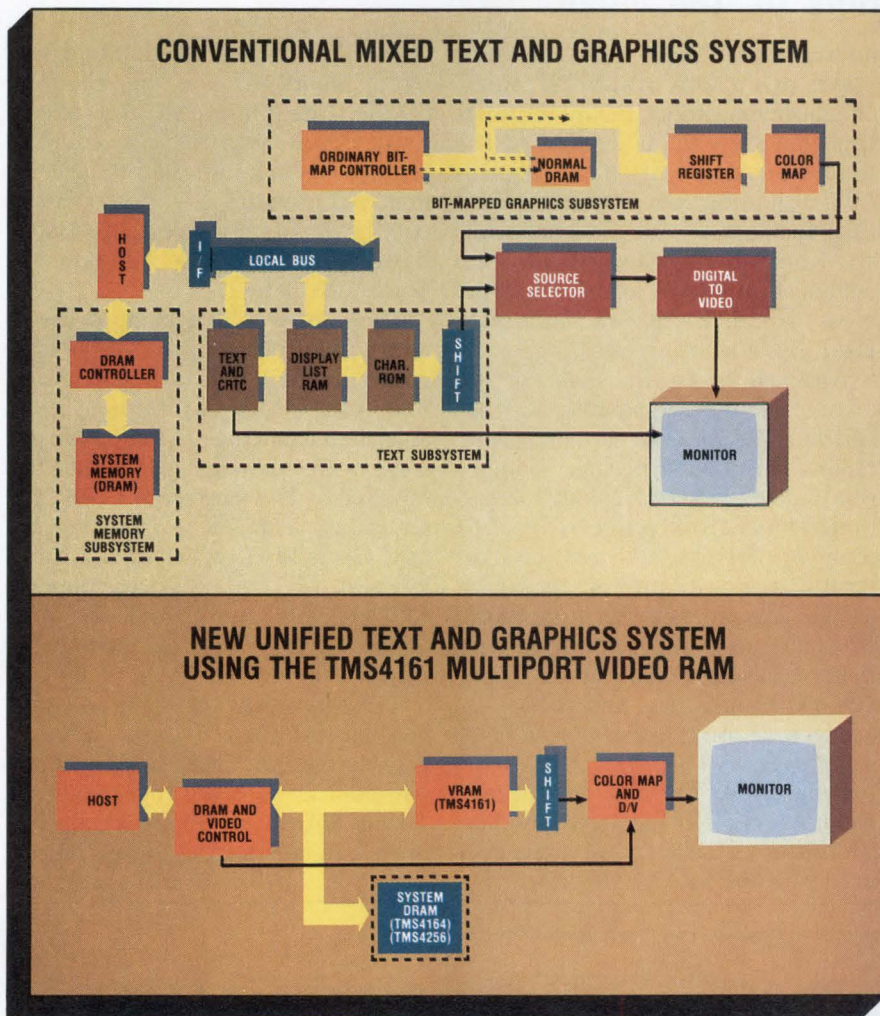 CONVENTIONAL MIXED TEXT AND GRAPHICS SYSTEM
ORDINARY BIT-
MAP CONTROLLER
NORMAL
DRAM
SHIFT
REGISTER
COLOR
MAP
BIT-MAPPED GRAPHICS SUBSYSTEM
HOST
I/F
LOCAL BUS
SOURCE
SELECTOR
DIGITAL
TO
VIDEO
DRAM
CONTROLLER
TEXT
AND
CRTC
DISPLAY
LIST
RAM
CHAR.
ROM
SHIFT
TEXT SUBSYSTEM
MONITOR
SYSTEM
MEMORY
(DRAM)
SYSTEM
MEMORY
SUBSYSTEM
NEW UNIFIED TEXT AND GRAPHICS SYSTEM
USING THE TMS4161 MULTIPORT VIDEO RAM
HOST
DRAM AND
VIDEO
CONTROL
VRAM
(TMS4161)
SHIFT
COLOR MAP
AND
D/V
MONITOR
SYSTEM
DRAM
(TMS4164)
(TMS4256)